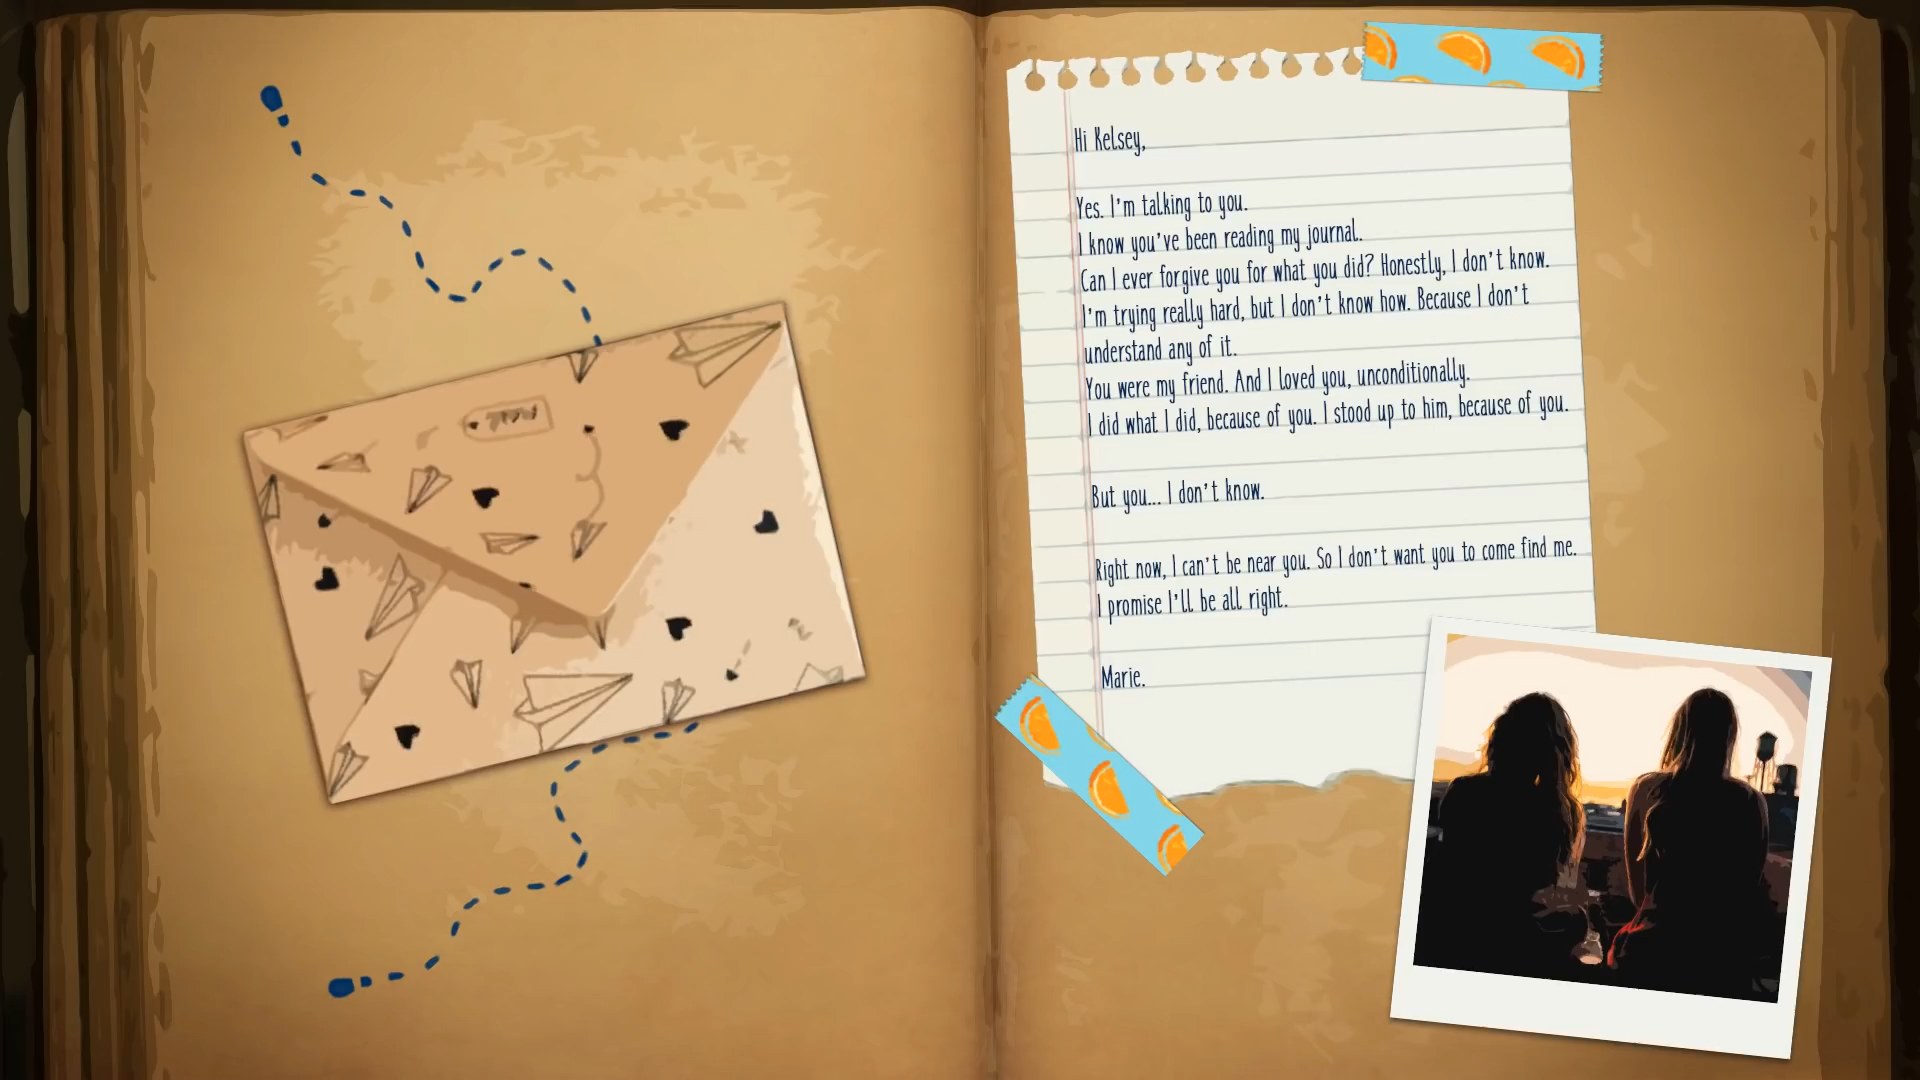 Hi Kelsey,
Yes. I'm talking to you.
I know you've been reading my journal.
Can I ever forgive you for what you did? Honestly, I don't know.
I'm trying really hard, but I don't know how. Because I don't
understand any of it.
You were my friend. And I loved you, unconditionally.
I did what I did, because of you. I stood up to him, because of you.
But you... I don't know.
Right now, I can't be near you. So I don't want you to come find me.
I promise I'll be all right.
Marie.